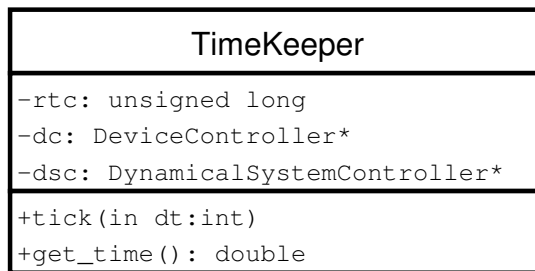 TimeKeeper
-rtc: unsigned long
-dc: DeviceController*
-dsc: DynamicalSystemController*
+tick(in dt:int)
+get_time(): double